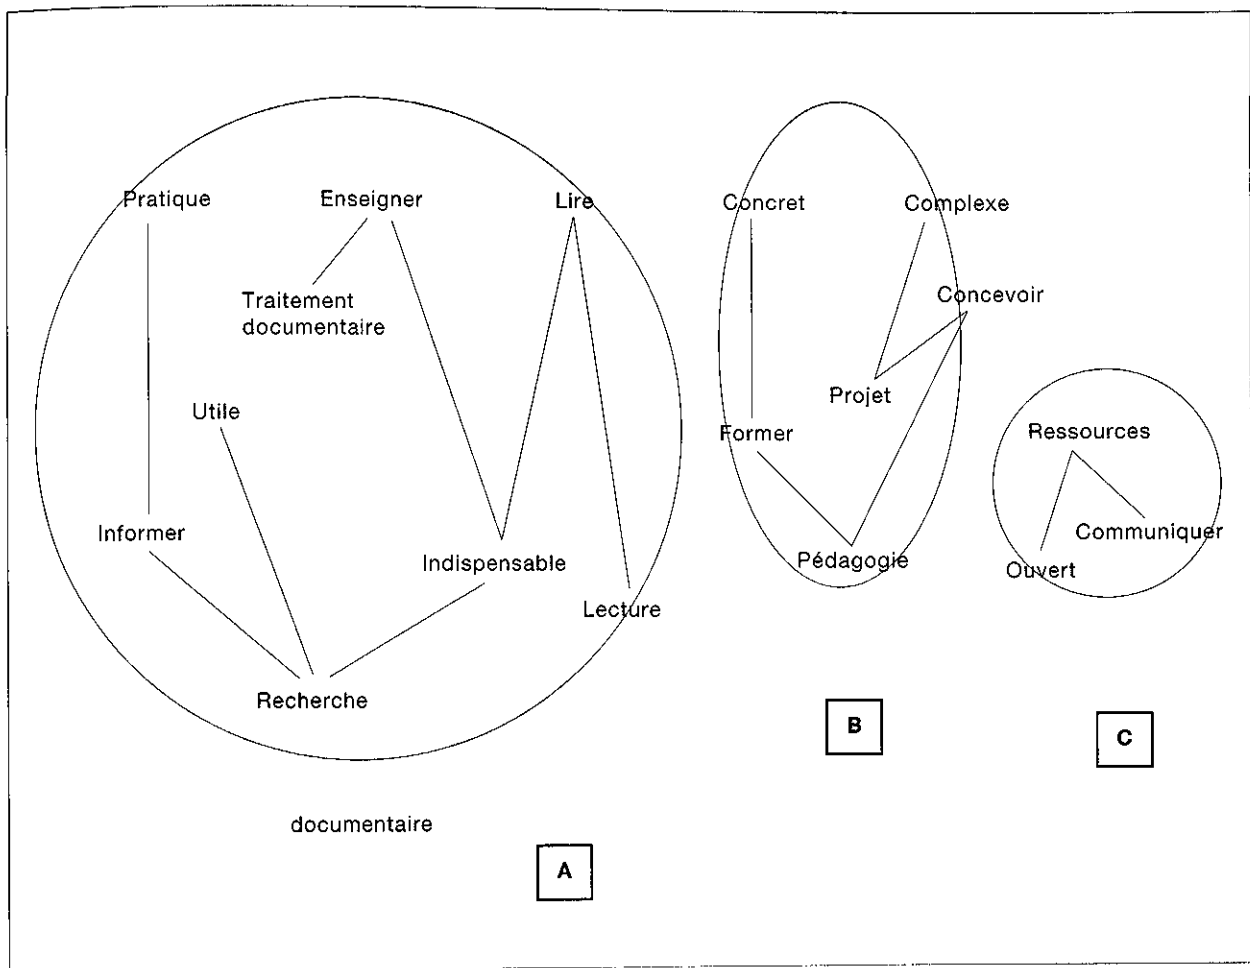 Pratique
Enseigner
Lire
Traitement
documentaire
Utile
Informer
Indispensable
Lecture
Recherche
documentaire
A
Concret
Complexe
Concevoir
Projet
Former
Pédagogie
B
Ressources
Communiquer
Ouvert
C